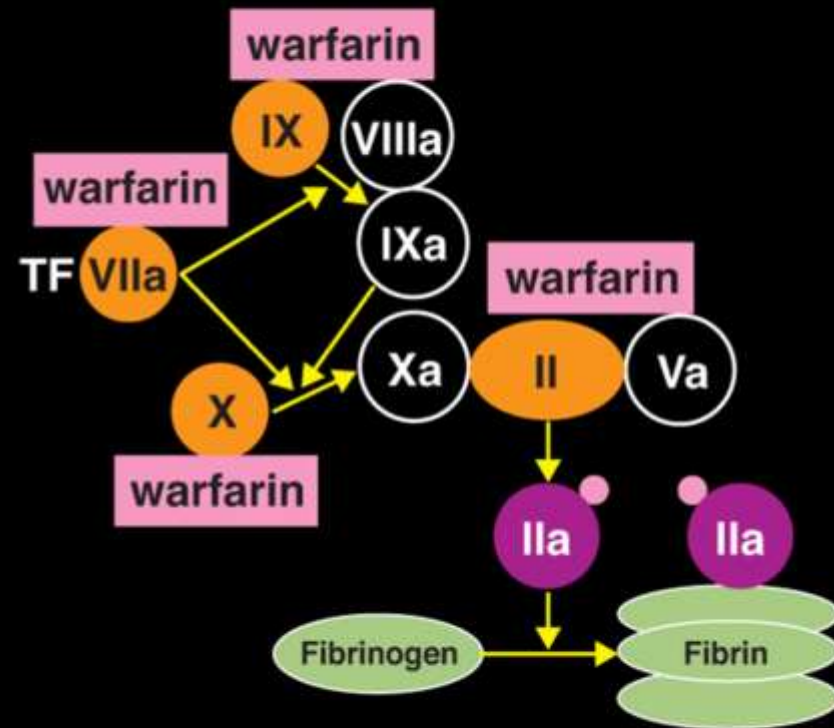 warfarin
IX
VIIIa
warfarin
TF VIIa
IXa
warfarin
Xa
II
Va
X
warfarin
IIa
IIa
Fibrinogen
Fibrin